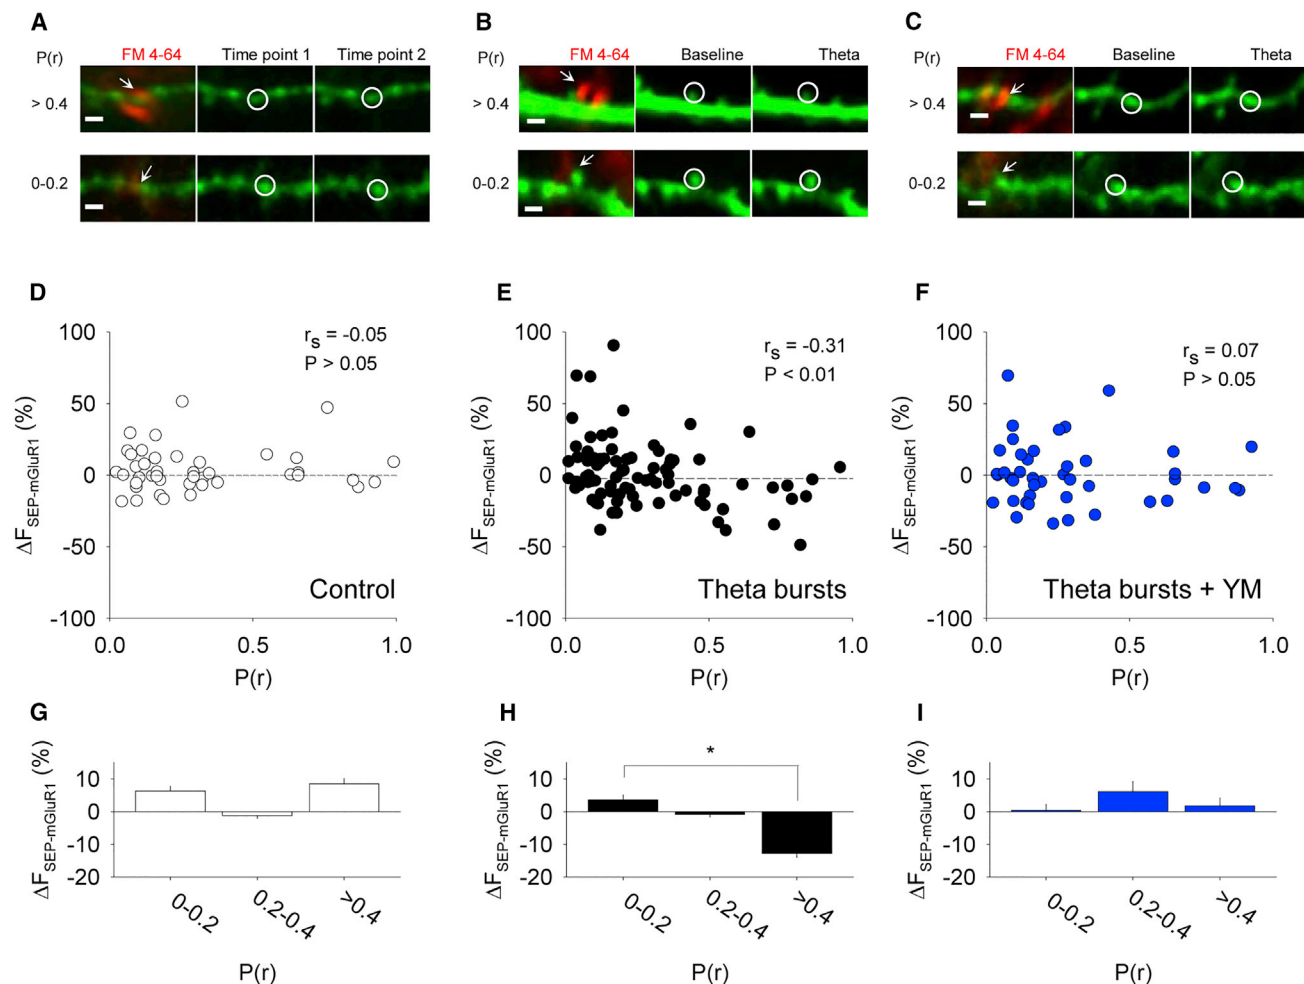 A
P(r) FM 4-64 Time point 1 Time point 2
> 0.4
0-0.2
B
FM 4-64 Baseline Theta
> 0.4
0-0.2
C
P(r) FM 4-64 Baseline Theta
> 0.4
0-0.2
D
ΔF SEP-mGluR1 (%)
100
50
0
-50
-100
rs = -0.05
P > 0.05
Control
0.0 0.5 1.0
P(r)
E
ΔF SEP-mGluR1 (%)
100
50
0
-50
-100
rs = -0.31
P < 0.01
Theta bursts
0.0 0.5 1.0
P(r)
F
ΔF SEP-mGluR1 (%)
100
50
0
-50
-100
rs = 0.07
P > 0.05
Theta bursts + YM
0.0 0.5 1.0
P(r)
G
ΔF SEP-mGluR1 (%)
10
0
-10
-20
0-0.2 0.2-0.4 >0.4
P(r)
H
ΔF SEP-mGluR1 (%)
10
0
-10
-20
*
0-0.2 0.2-0.4 >0.4
P(r)
I
ΔF SEP-mGluR1 (%)
10
0
-10
-20
0-0.2 0.2-0.4 >0.4
P(r)